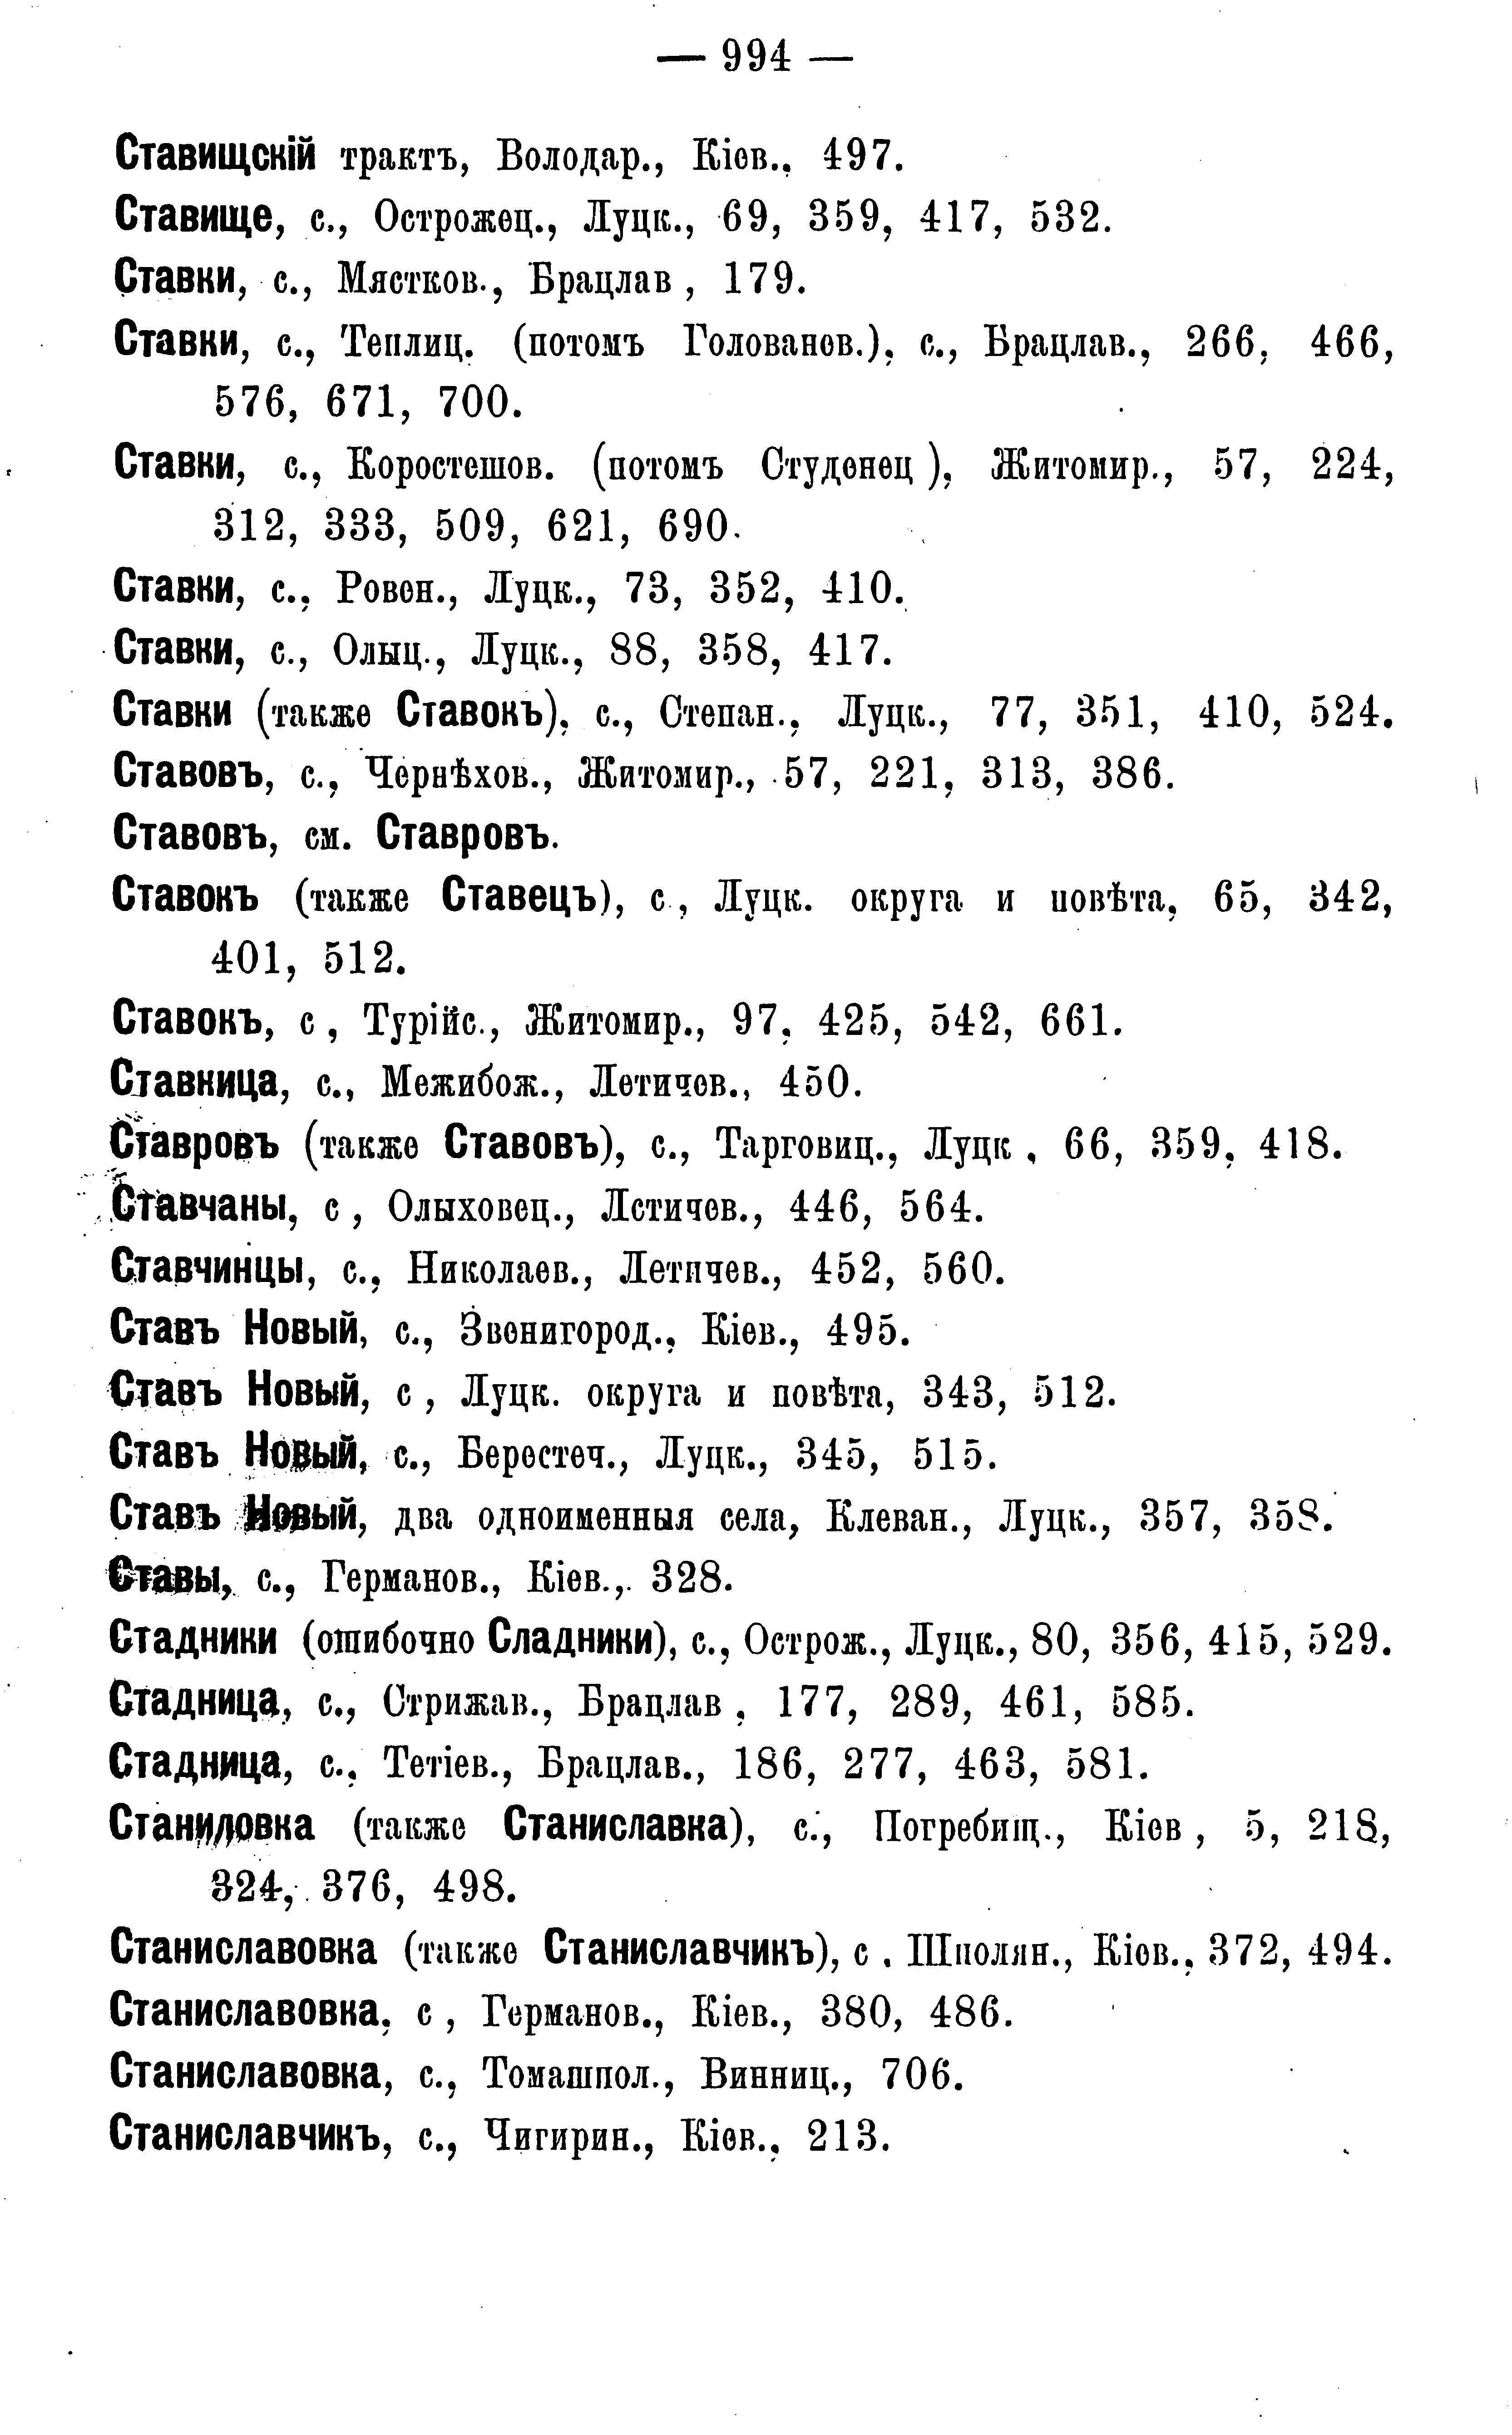 — 994 —
Ставищскій трактъ, Володар., Кіев., 497.
Ставище, с., Острожец., Луцк., 69, 359, 417, 532.
Ставки, с., Мястков., Брацлав , 179.
Ставки, с., Теплиц. (потомъ Голованев.), с., Брацлав., 266, 466,
576, 671, 700.
Ставки, с., Коростешов. (потомъ Студенец ), Житомир., 57, 224,
312, 333, 509, 621, 690.
Ставки, с., Ровен., Луцк., 73, 352, 410.
Ставки, с., Олыц., Луцк., 88, 358, 417.
Ставки (также Ставокъ), с., Степан., Луцк., 77, 351, 410, 524.
Ставовъ, с., Чернѣхов., Житомир., 57, 221, 313, 386.
Ставовъ, см. Ставровъ.
Ставокъ (также Ставецъ), с , Луцк. округа и повѣта, 65, 342,
401, 512.
Ставокъ, с , Турійс., Житомир., 97, 425, 542, 661.
Ставница, с., Межибож., Летичев., 450.
Ставровъ (также Ставовъ), с., Тарговиц., Луцк , 66, 359, 418.
Ставчаны, с , Олыховец., Летичев., 446, 564.
Ставчинцы, с., Николаев., Летичев., 452, 560.
Ставъ Новый, с., Звенигород., Кіев., 495.
Ставъ Новый, с , Луцк. округа и повѣта, 343, 512.
Ставъ Новый, с., Берестеч., Луцк., 345, 515.
Ставъ Новый, два одноименныя села, Клеван., Луцк., 357, 358.
Ставы, с., Германов., Кіев., 328.
Стадники (ошибочно Сладники), с., Острож., Луцк., 80, 356, 415, 529.
Стадница, с., Стрижав., Брацлав , 177, 289, 461, 585.
Стадница, с., Тетіев., Брацлав., 186, 277, 463, 581.
Станиловка (также Станиславка), с., Погребищ., Кіев , 5, 218,
324, 376, 498.
Станиславовка (также Станиславчикъ), с . Шполян., Кіев., 372, 494.
Станиславовка, с , Германов., Кіев., 380, 486.
Станиславовка, с., Томашпол., Винниц., 706.
Станиславчикъ, с., Чигирин., Кіев., 213.